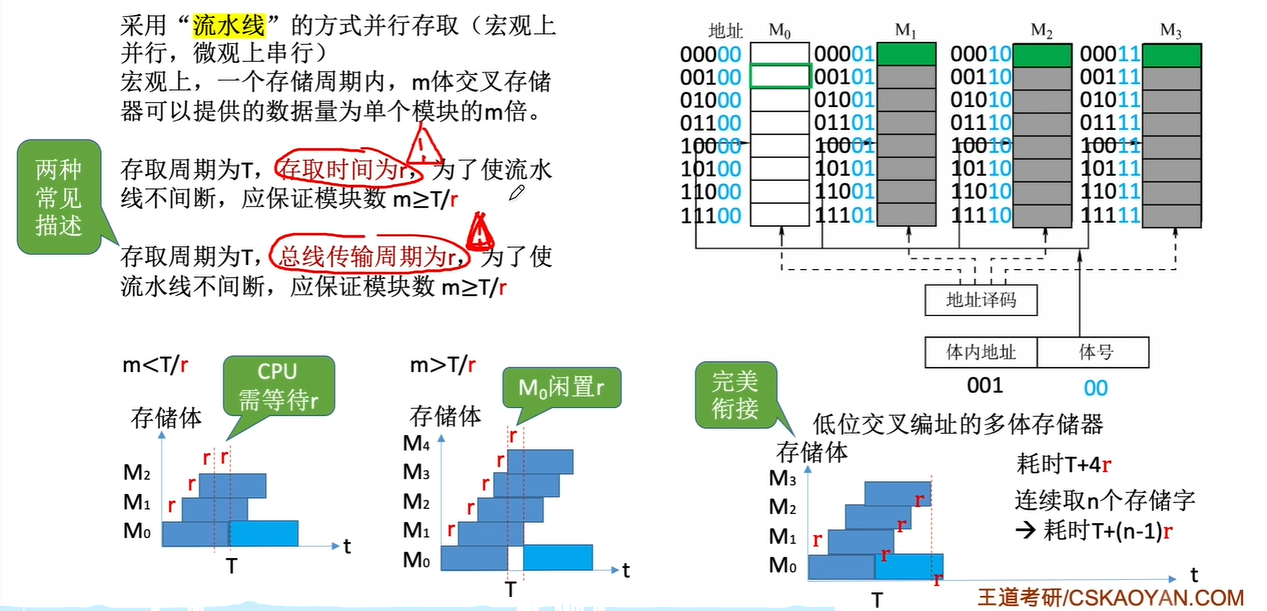 采用“流水线”的方式并行存取（宏观上
并行，微观上串行）
宏观上，一个存储周期内，m体交叉存储
器可以提供的数据量为单个模块的m倍。
两种
常见
描述
存取周期为T，存取时间为r，为了使流水
线不间断，应保证模块数 m≥T/r
存取周期为T，总线传输周期为r，为了使
流水线不间断，应保证模块数 m≥T/r
地址 M₀ M₁ M₂ M₃
00000 00001 00010 00011
00100 00101 00110 00111
01000 01001 01010 01011
01100 01101 01110 01111
10000 10001 10010 10011
10100 10101 10110 10111
11000 11001 11010 11011
11100 11101 11110 11111
地址译码
体内地址 体号
001 00
低位交叉编址的多体存储器
m<T/r
CPU
需等待r
存储体
r r
M₂ r
M₁ r
M₀
t
T
m>T/r
M₀闲置r
存储体
r
M₄ r
M₃ r
M₂ r
M₁ r
M₀
t
T
完美
衔接
存储体
M₃ r
M₂ r
M₁ r r
M₀ r
t
T
耗时T+4r
连续取n个存储字
→ 耗时T+(n-1)r
王道考研/CSKAOYAN.COM